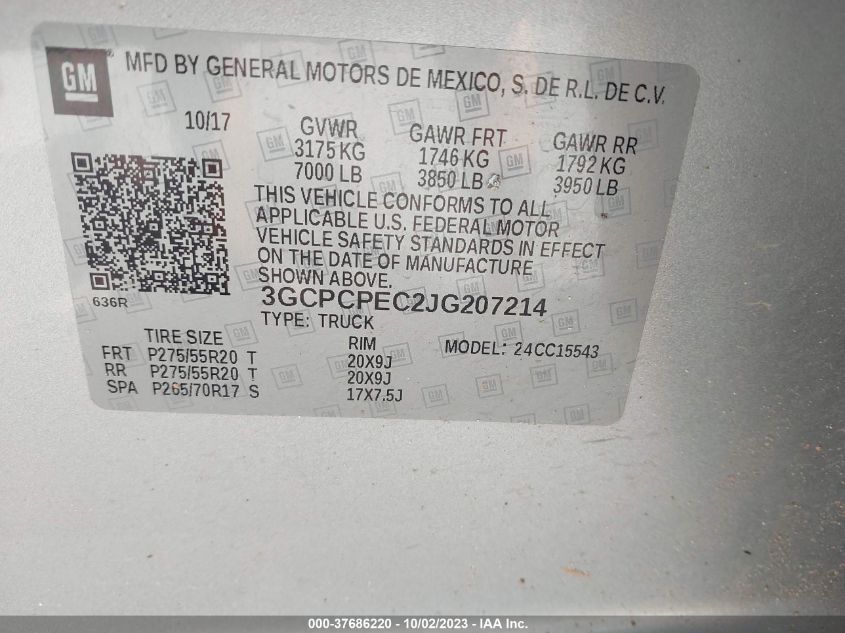 GM
MFD BY GENERAL MOTORS DE MEXICO, S. DE R.L. DE C.V.
10/17
GVWR
3175 KG
7000 LB
GAWR FRT
1746 KG
3850 LB
GAWR RR
1792 KG
3950 LB
THIS VEHICLE CONFORMS TO ALL
APPLICABLE U.S. FEDERAL MOTOR
VEHICLE SAFETY STANDARDS IN EFFECT
ON THE DATE OF MANUFACTURE
SHOWN ABOVE.
636R
3GCPCPEC2JG207214
TYPE: TRUCK
TIRE SIZE
RIM
MODEL: 24CC15543
FRT P275/55R20 T 20X9J
RR P275/55R20 T 20X9J
SPA P265/70R17 S 17X7.5J
000-37686220 - 10/02/2023 - IAA Inc.